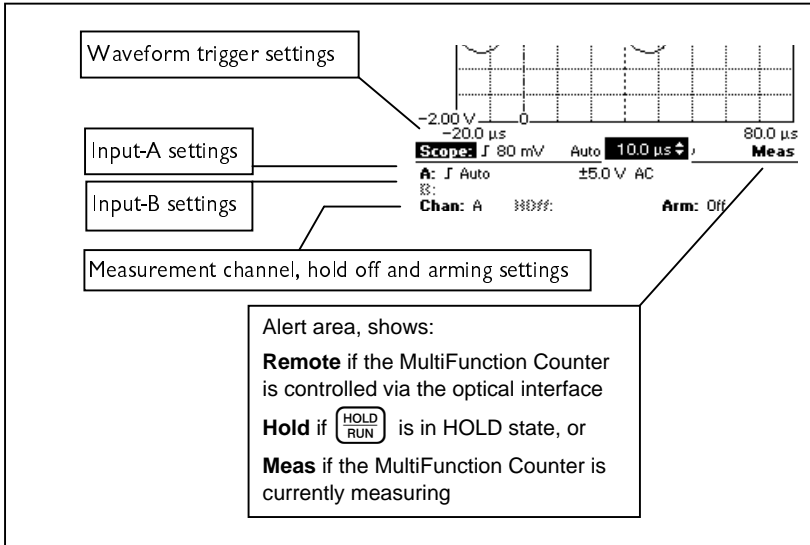 Waveform trigger settings
−2.00 V
0
−20.0 µs
80.0 µs
Scope: ʃ 80 mV Auto 10.0 µs Meas
Input-A settings
A: ʃ Auto ±5.0 V AC
B:
Input-B settings
Chan: A HOff: Arm: Off
Measurement channel, hold off and arming settings
Alert area, shows:
Remote if the MultiFunction Counter
is controlled via the optical interface
Hold if HOLD RUN is in HOLD state, or
Meas if the MultiFunction Counter is
currently measuring